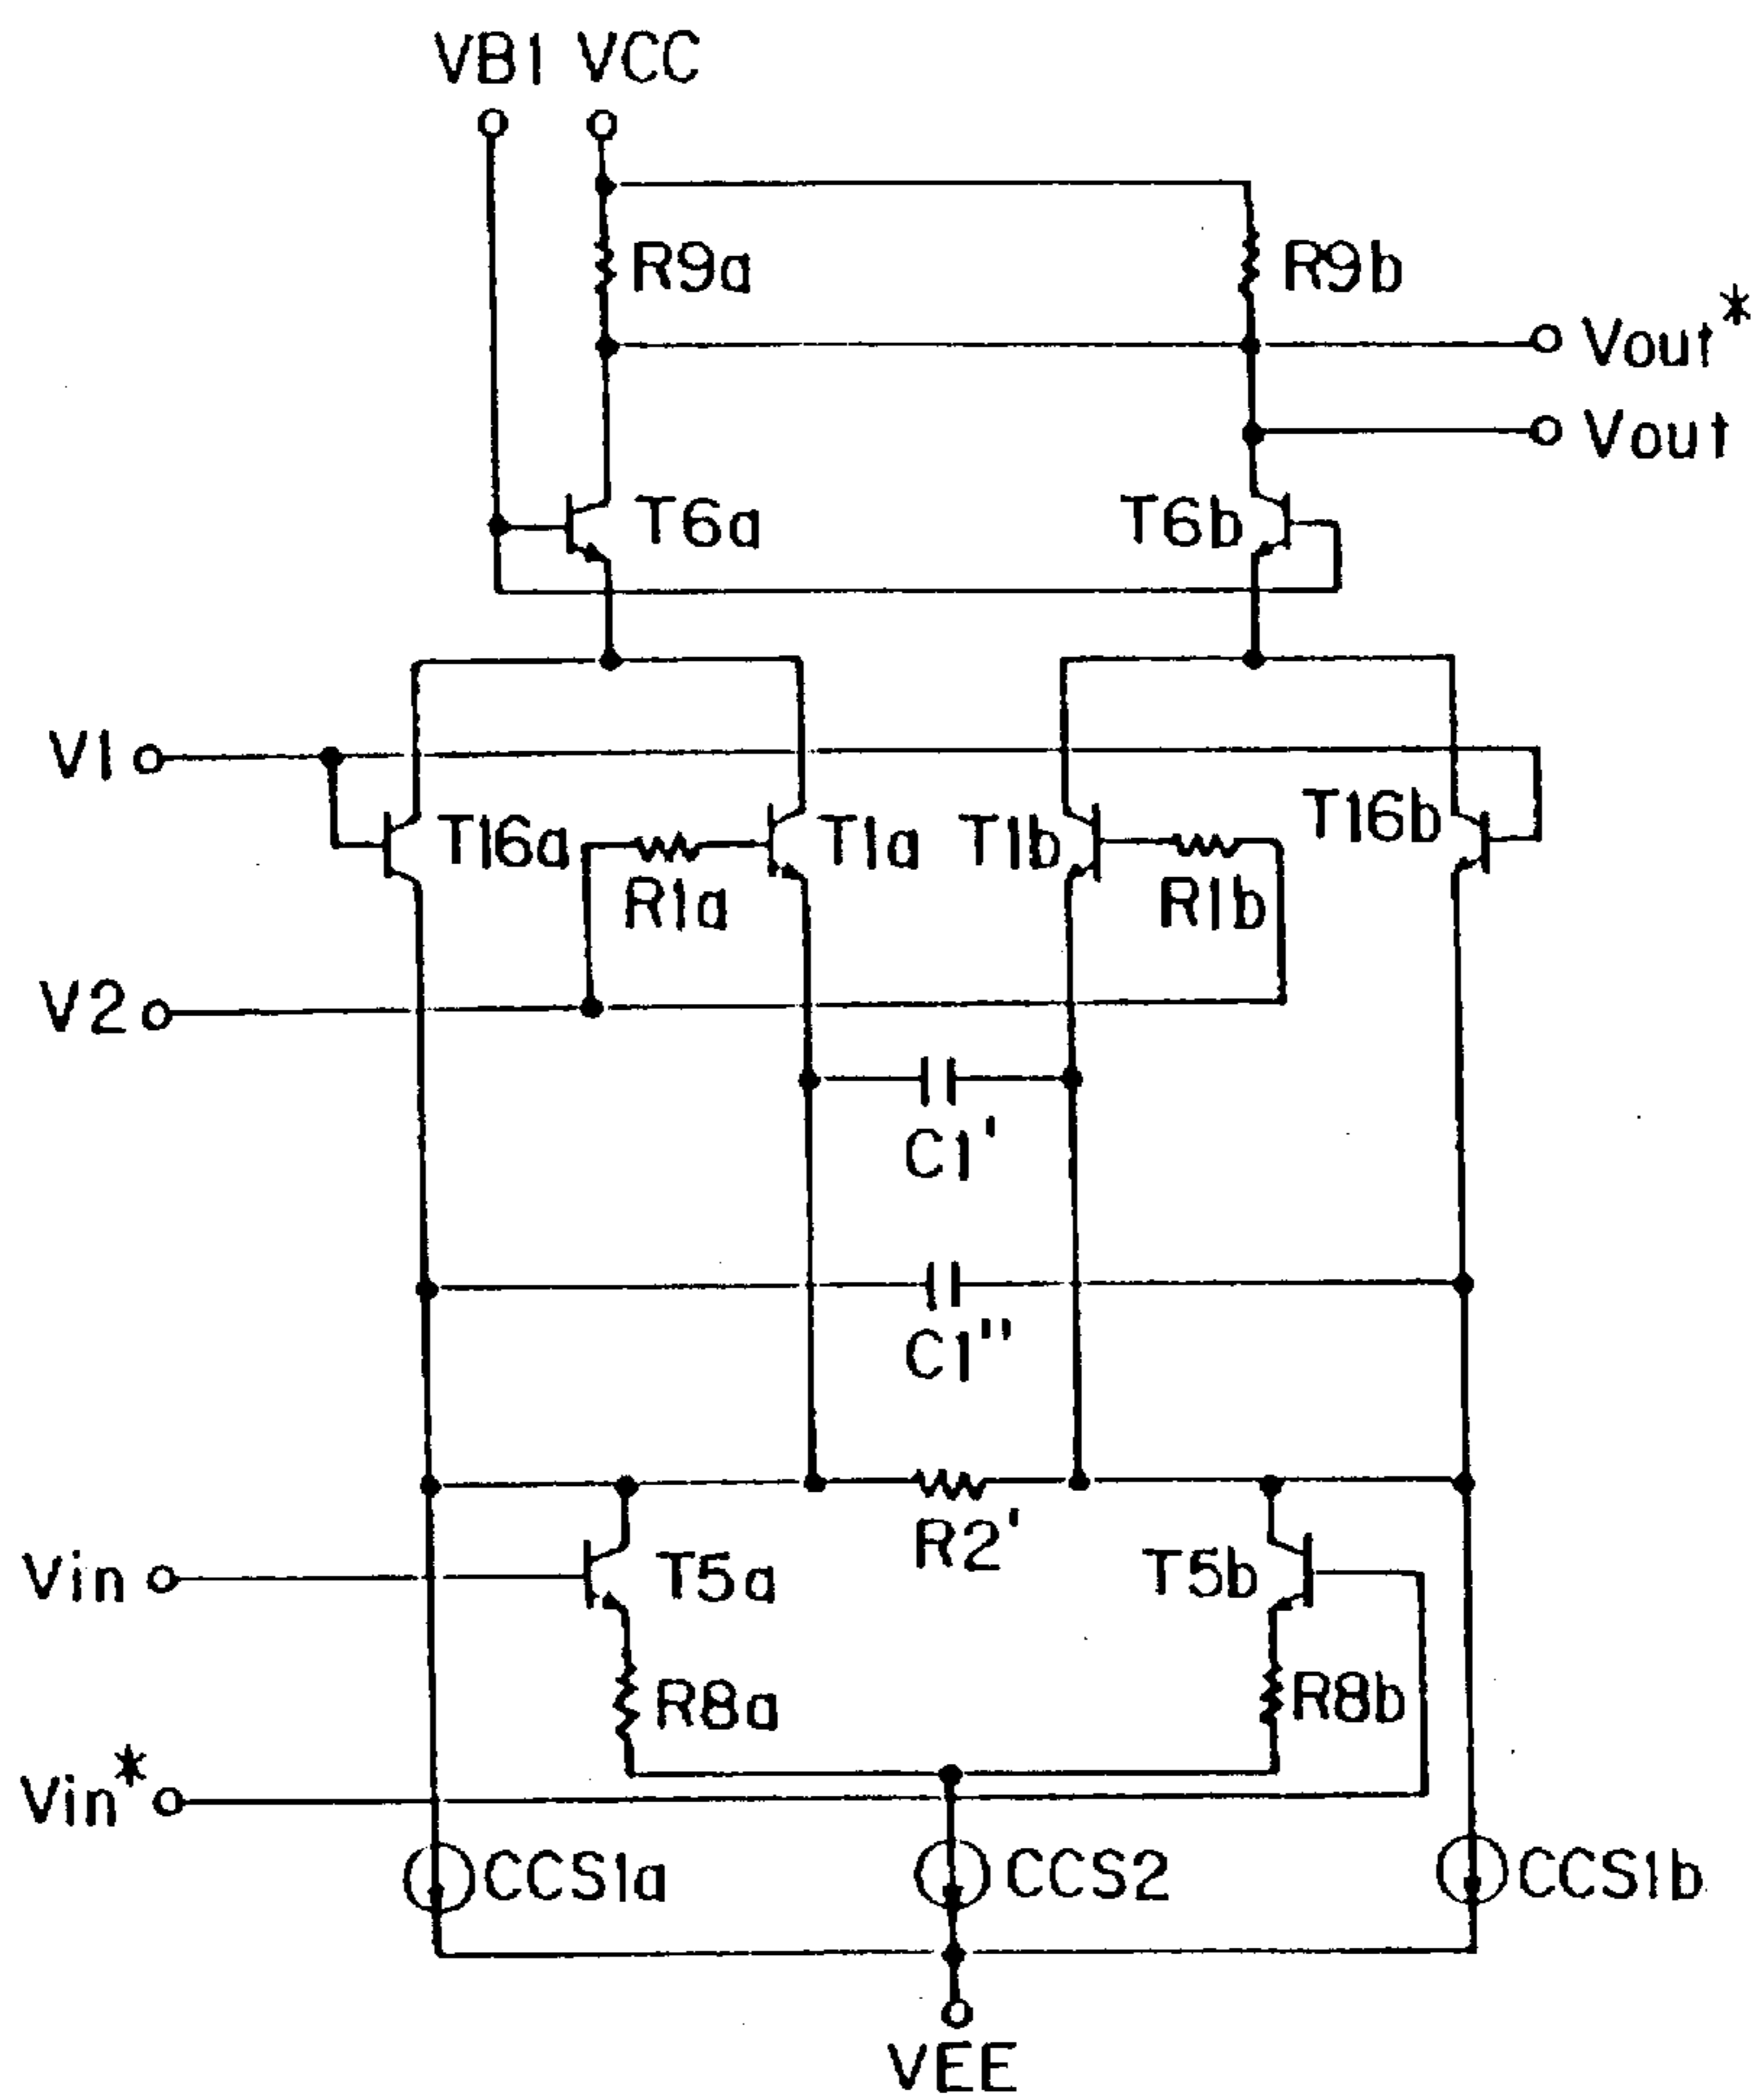 VB1 VCC
R9a R9b
Vout*
Vout
T6a T6b
V1
T16a T1a T1b T16b
R1a R1b
V2
C1'
C1"
R2'
Vin T5a T5b
R8a R8b
Vin*
CCS1a CCS2 CCS1b
VEE